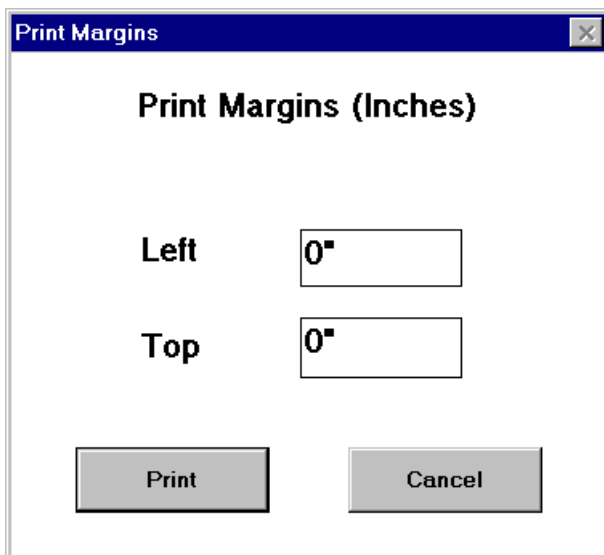 Print Margins
Print Margins (Inches)
Left 0"
Top 0"
Print Cancel